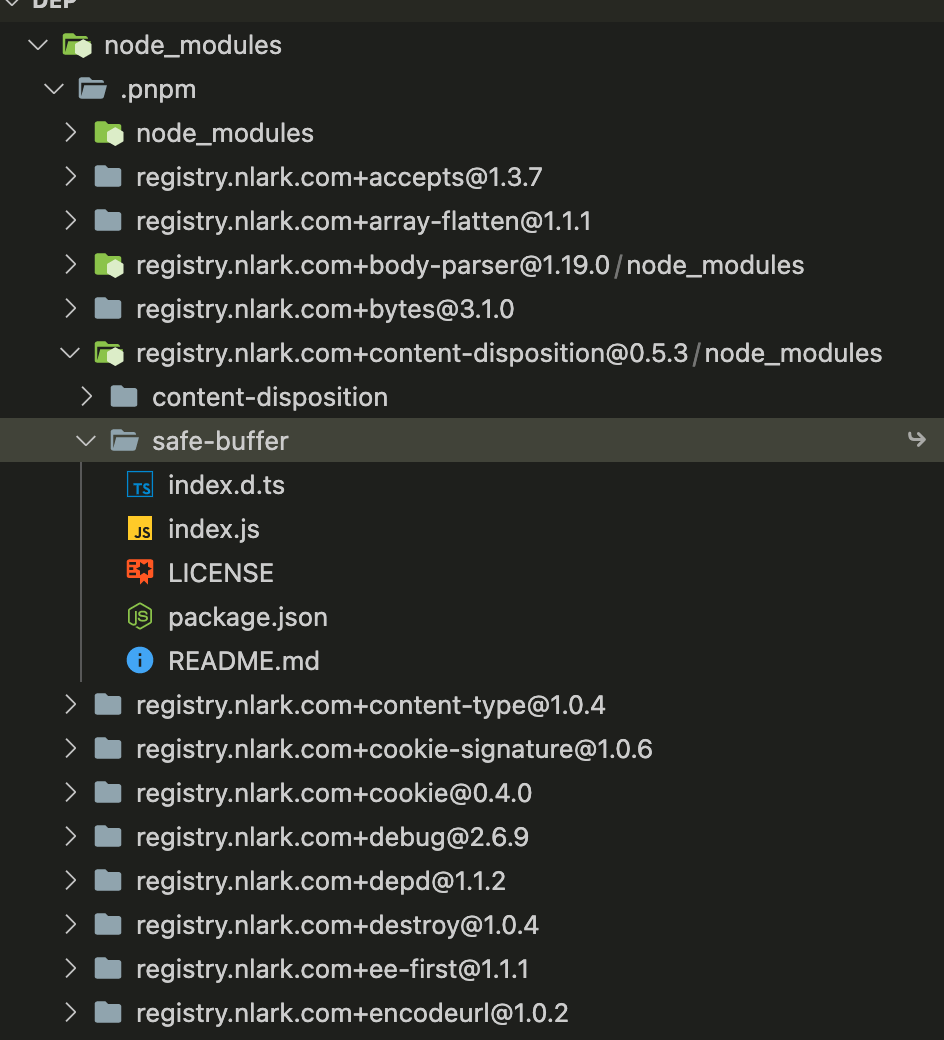 DEP
node_modules
.pnpm
node_modules
registry.nlark.com+accepts@1.3.7
registry.nlark.com+array-flatten@1.1.1
registry.nlark.com+body-parser@1.19.0/node_modules
registry.nlark.com+bytes@3.1.0
registry.nlark.com+content-disposition@0.5.3/node_modules
content-disposition
safe-buffer
TS index.d.ts
JS index.js
LICENSE
JS package.json
i README.md
registry.nlark.com+content-type@1.0.4
registry.nlark.com+cookie-signature@1.0.6
registry.nlark.com+cookie@0.4.0
registry.nlark.com+debug@2.6.9
registry.nlark.com+depd@1.1.2
registry.nlark.com+destroy@1.0.4
registry.nlark.com+ee-first@1.1.1
registry.nlark.com+encodeurl@1.0.2